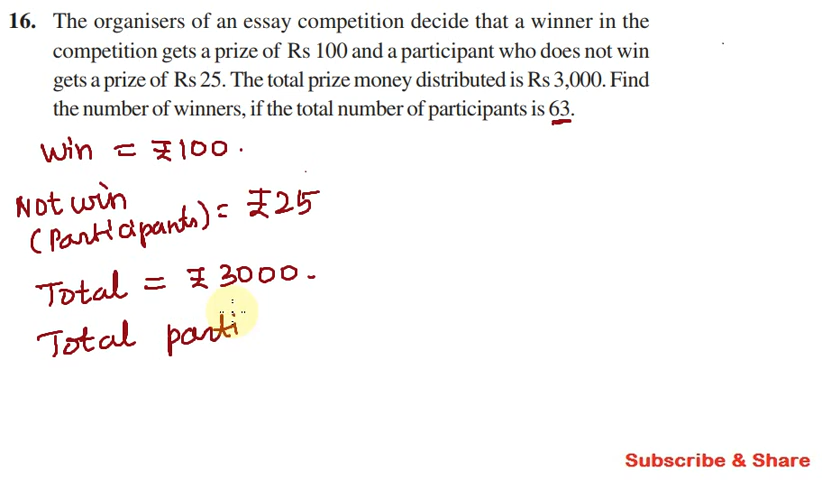 16. The organisers of an essay competition decide that a winner in the
competition gets a prize of Rs 100 and a participant who does not win
gets a prize of Rs 25. The total prize money distributed is Rs 3,000. Find
the number of winners, if the total number of participants is 63.
Win = ₹100.
Not win
(Participants) = ₹25
Total = ₹3000.
Total parti
Subscribe & Share